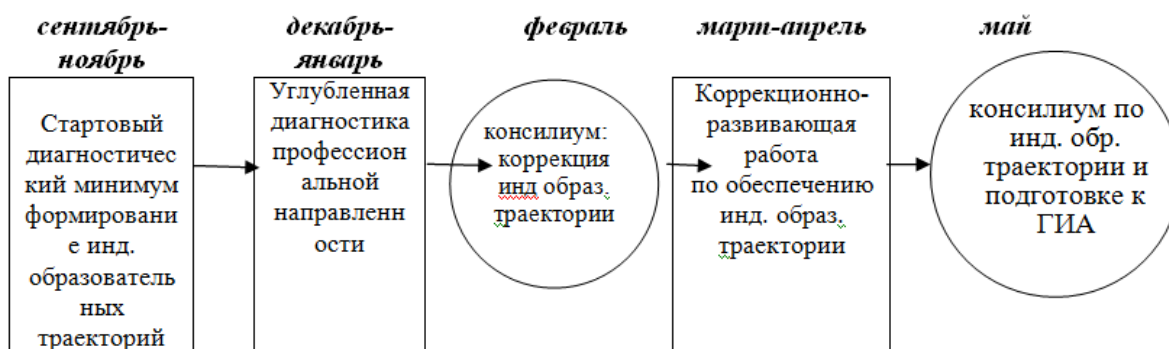 сентябрь-
ноябрь
декабрь-
январь
февраль
март-апрель
май
Стартовый
диагностичес
кий минимум
формировани
е инд.
образователь
ных
траекторий
Углубленная
диагностика
профессион
альной
направленн
ости
консилиум:
коррекция
инд образ.
траектории
Коррекционно-
развивающая
работа
по обеспечению
инд. образ.
траектории
консилиум по
инд. обр.
траектории и
подготовке к
ГИА